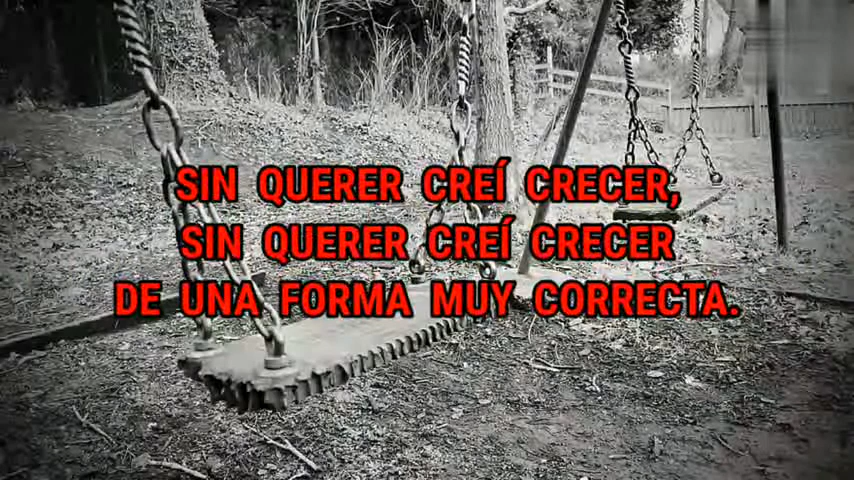 SIN QUERER CREÍ CRECER,
SIN QUERER CREÍ CRECER
DE UNA FORMA MUY CORRECTA.